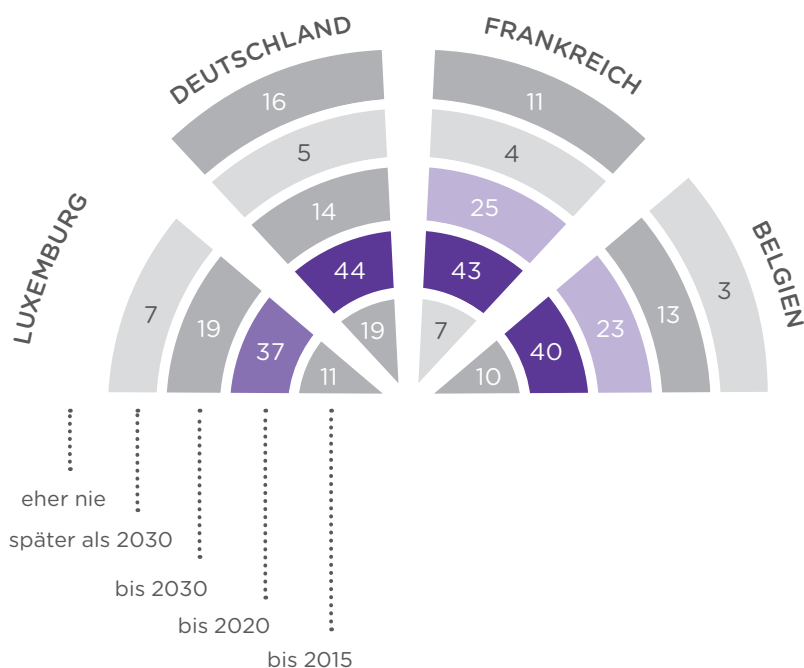 DEUTSCHLAND
FRANKREICH
LUXEMBURG
BELGIEN
16
5
14
44
19
11
4
25
43
7
7
19
37
11
10
40
23
13
3
eher nie
später als 2030
bis 2030
bis 2020
bis 2015